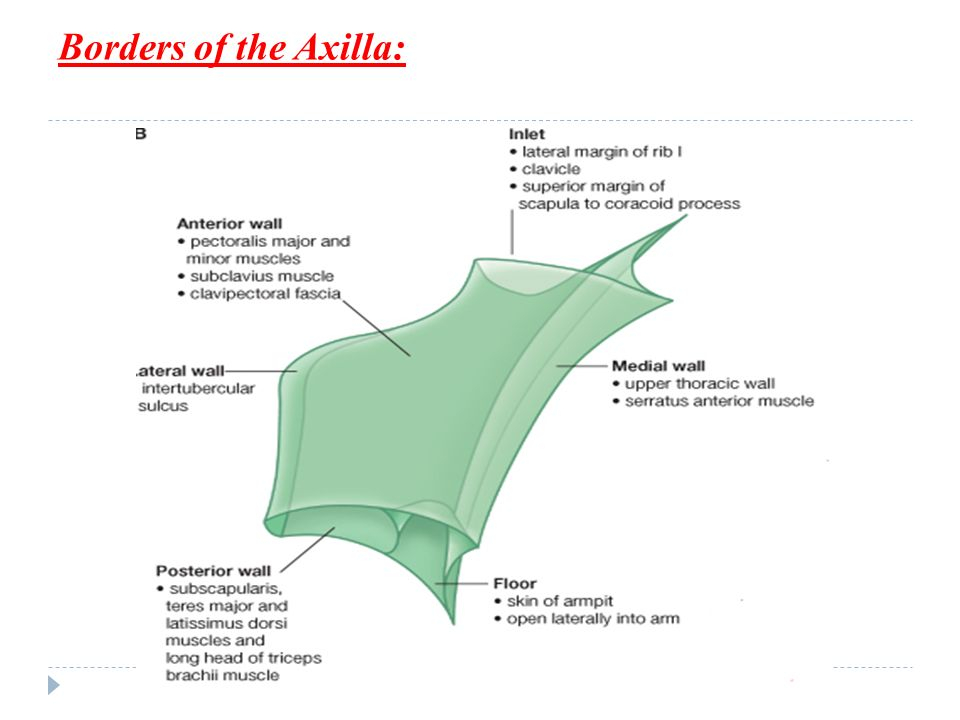 Borders of the Axilla:
B
Inlet
• lateral margin of rib I
• clavicle
• superior margin of
scapula to coracoid process
Anterior wall
• pectoralis major and
minor muscles
• subclavius muscle
• clavipectoral fascia
ateral wall
intertubercular
sulcus
Medial wall
• upper thoracic wall
• serratus anterior muscle
Posterior wall
• subscapularis,
teres major and
latissimus dorsi
muscles and
long head of triceps
brachii muscle
Floor
• skin of armpit
• open laterally into arm